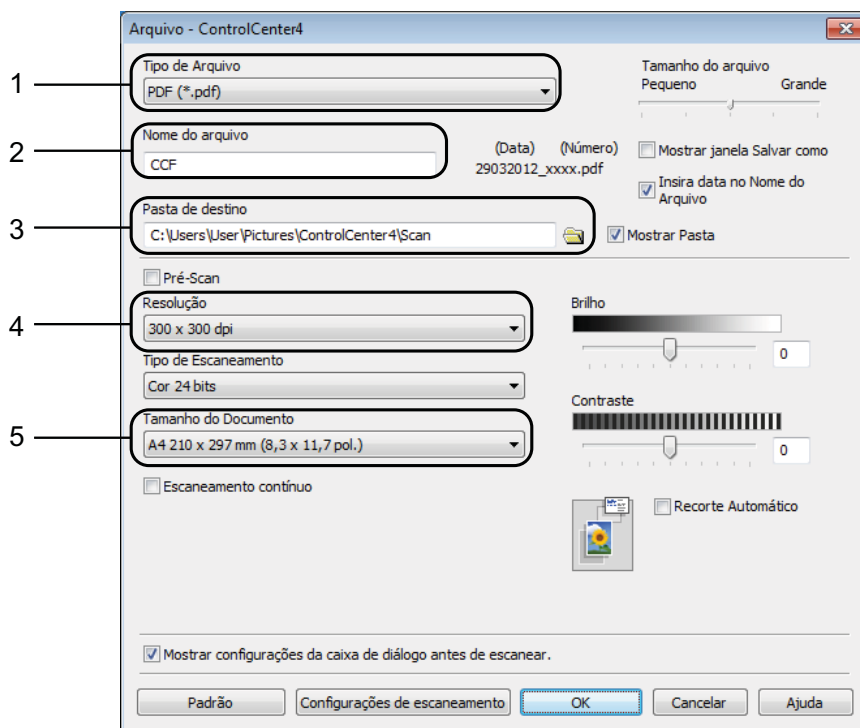 Arquivo - ControlCenter4
1
Tipo de Arquivo
PDF (*.pdf)
Tamanho do arquivo
Pequeno Grande
2
Nome do arquivo
CCF
(Data) (Número)
29032012_xxxx.pdf
Mostrar janela Salvar como
Insira data no Nome do
Arquivo
3
Pasta de destino
C:\Users\User\Pictures\ControlCenter4\Scan
Mostrar Pasta
Pré-Scan
4
Resolução
300 x 300 dpi
Tipo de Escaneamento
Cor 24 bits
5
Tamanho do Documento
A4 210 x 297 mm (8,3 x 11,7 pol.)
Escaneamento contínuo
Brilho
0
Contraste
0
Recorte Automático
Mostrar configurações da caixa de diálogo antes de escanear.
Padrão Configurações de escaneamento OK Cancelar Ajuda